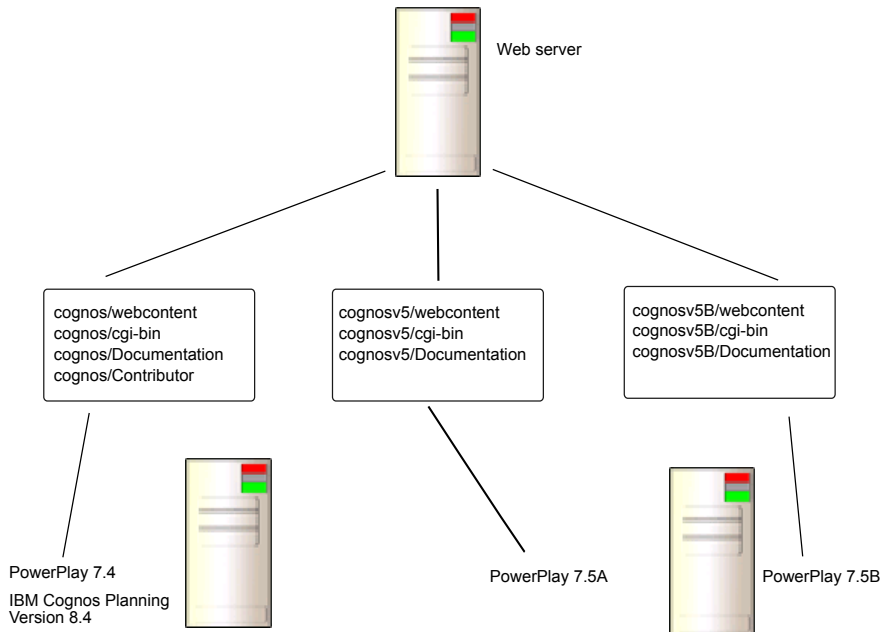 Web server
cognos/webcontent
cognos/cgi-bin
cognos/Documentation
cognos/Contributor
cognosv5/webcontent
cognosv5/cgi-bin
cognosv5/Documentation
cognosv5B/webcontent
cognosv5B/cgi-bin
cognosv5B/Documentation
PowerPlay 7.4
IBM Cognos Planning
Version 8.4
PowerPlay 7.5A
PowerPlay 7.5B